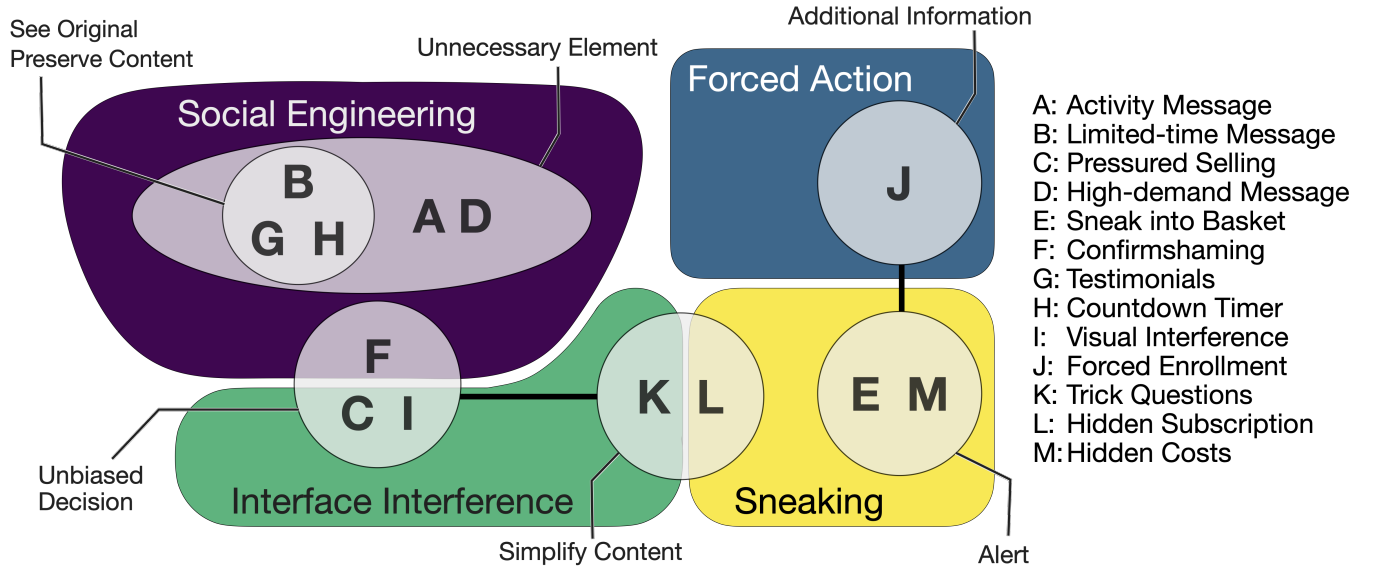 Additional Information
See Original
Preserve Content
Unnecessary Element
Forced Action
Social Engineering
B
G H
A D
J
F
C I
K L
E M
Unbiased
Decision
Interface Interference
Sneaking
Simplify Content
Alert
A: Activity Message
B: Limited-time Message
C: Pressured Selling
D: High-demand Message
E: Sneak into Basket
F: Confirmshaming
G: Testimonials
H: Countdown Timer
I: Visual Interference
J: Forced Enrollment
K: Trick Questions
L: Hidden Subscription
M: Hidden Costs